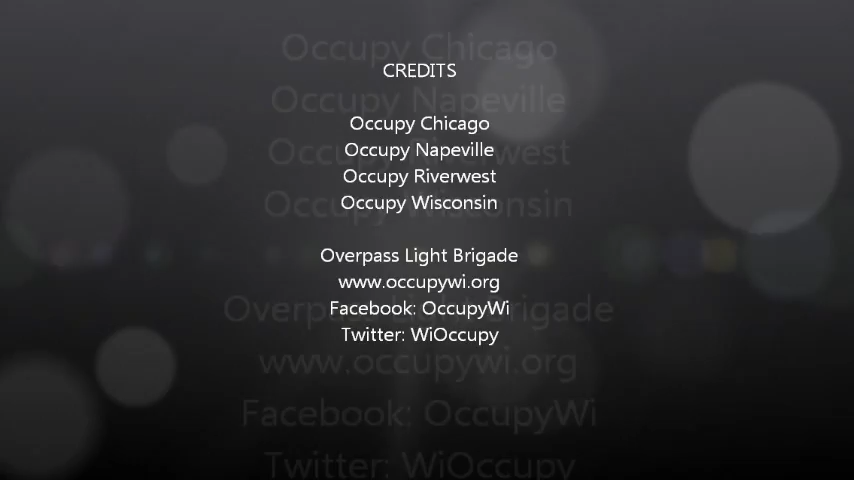 CREDITS
Occupy Chicago
Occupy Napeville
Occupy Riverwest
Occupy Wisconsin
Overpass Light Brigade
www.occupywi.org
Facebook: OccupyWi
Twitter: WiOccupy